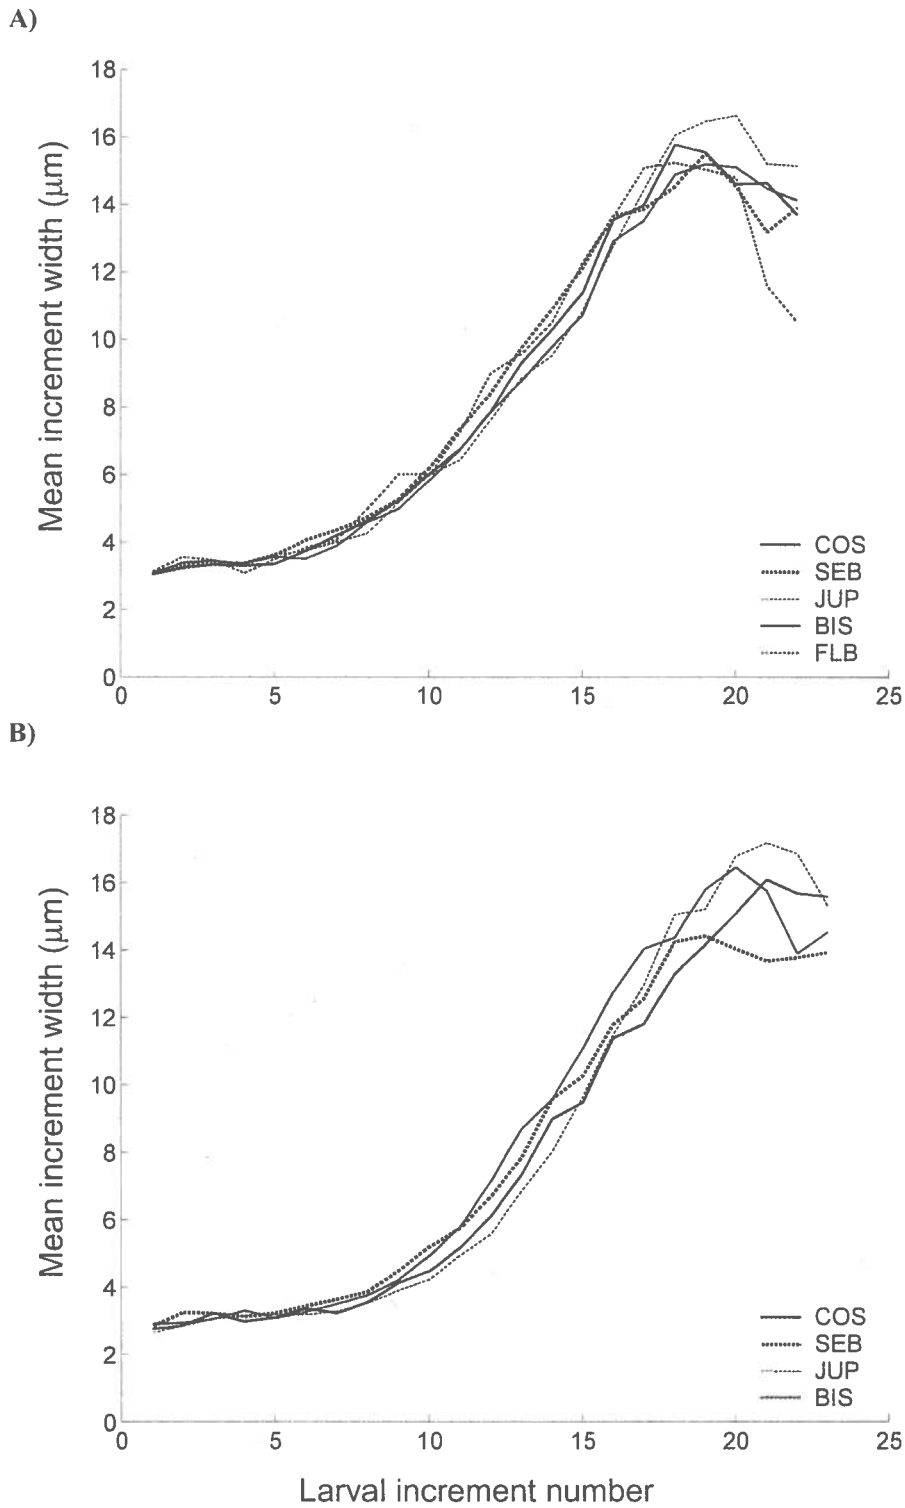 A)
18
16
14
12
10
8
6
4
2
0
Mean increment width (µm)
COS
SEB
JUP
BIS
FLB
0 5 10 15 20 25
B)
18
16
14
12
10
8
6
4
2
0
Mean increment width (µm)
COS
SEB
JUP
BIS
0 5 10 15 20 25
Larval increment number